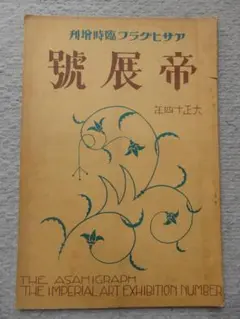 アサヒグラフ臨時増刊
帝展號
大正十四年
THE ASAHIGRAPH
THE IMPERIAL ART EXHIBITION NUMBER